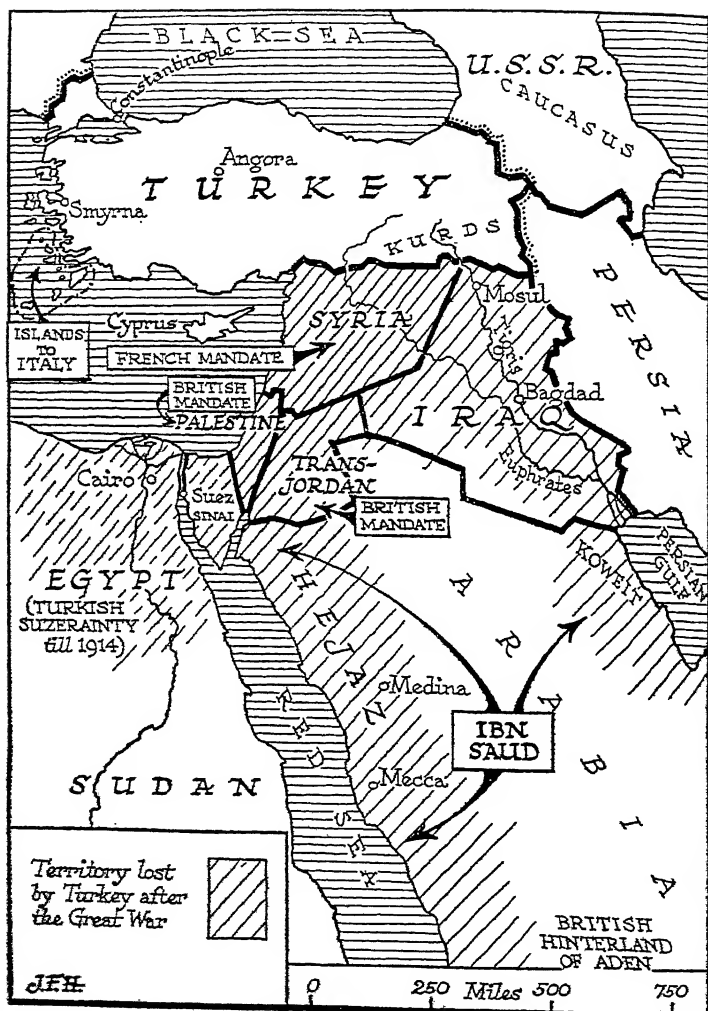 BLACK SEA
Constantinople
U.S.S.R.
CAUCASUS
Angora
TURKEY
Smyrna
KURDS
PERSIA
Mosul
ISLANDS
TO
ITALY
Cyprus
SYRIA
Tigris
FRENCH MANDATE
BRITISH
MANDATE
PALESTINE
Bagdad
IRAQ
Euphrates
Cairo
Suez
SINAI
TRANS-
JORDAN
BRITISH
MANDATE
PERSIAN
GULF
KOWEIT
EGYPT
(TURKISH
SUZERAINTY
till 1914)
HEJAZ
ARABIA
Medina
IBN
SAUD
RED SEA
Mecca
SUDAN
Territory lost
by Turkey after
the Great War
BRITISH
HINTERLAND
OF ADEN
J.F.H.
0 250 Miles 500 750